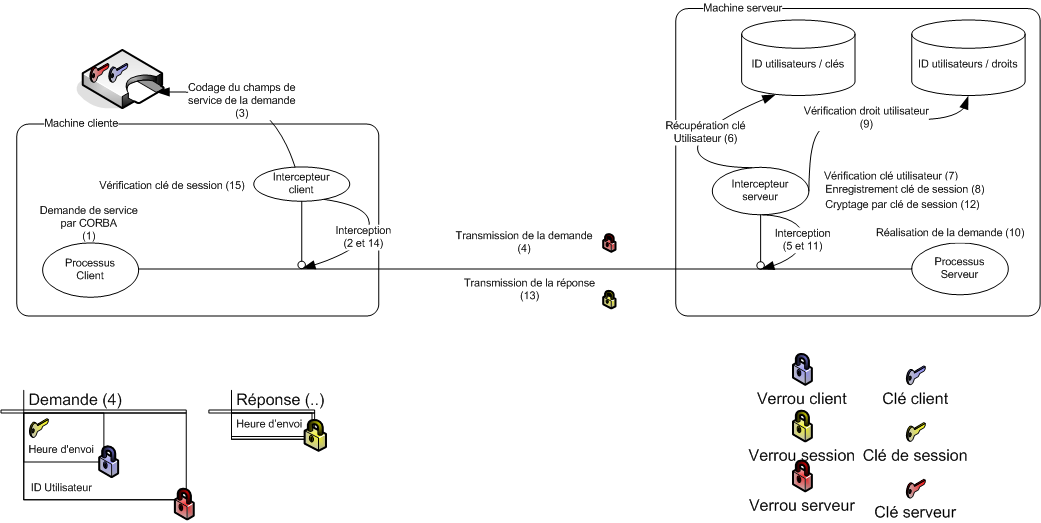 Machine serveur
ID utilisateurs / clés
ID utilisateurs / droits
Codage du champs de
service de la demande
(3)
Machine cliente
Récupération clé
Utilisateur (6)
Vérification droit utilisateur
(9)
Intercepteur
client
Vérification clé de session (15)
Intercepteur
serveur
Vérification clé utilisateur (7)
Enregistrement clé de session (8)
Cryptage par clé de session (12)
Demande de service
par CORBA
(1)
Interception
(2 et 14)
Transmission de la demande
(4)
Interception
(5 et 11)
Réalisation de la demande (10)
Processus
Client
Processus
Serveur
Transmission de la réponse
(13)
Demande (4)
Heure d'envoi
ID Utilisateur
Réponse (..)
Heure d'envoi
Verrou client
Clé client
Verrou session
Clé de session
Verrou serveur
Clé serveur